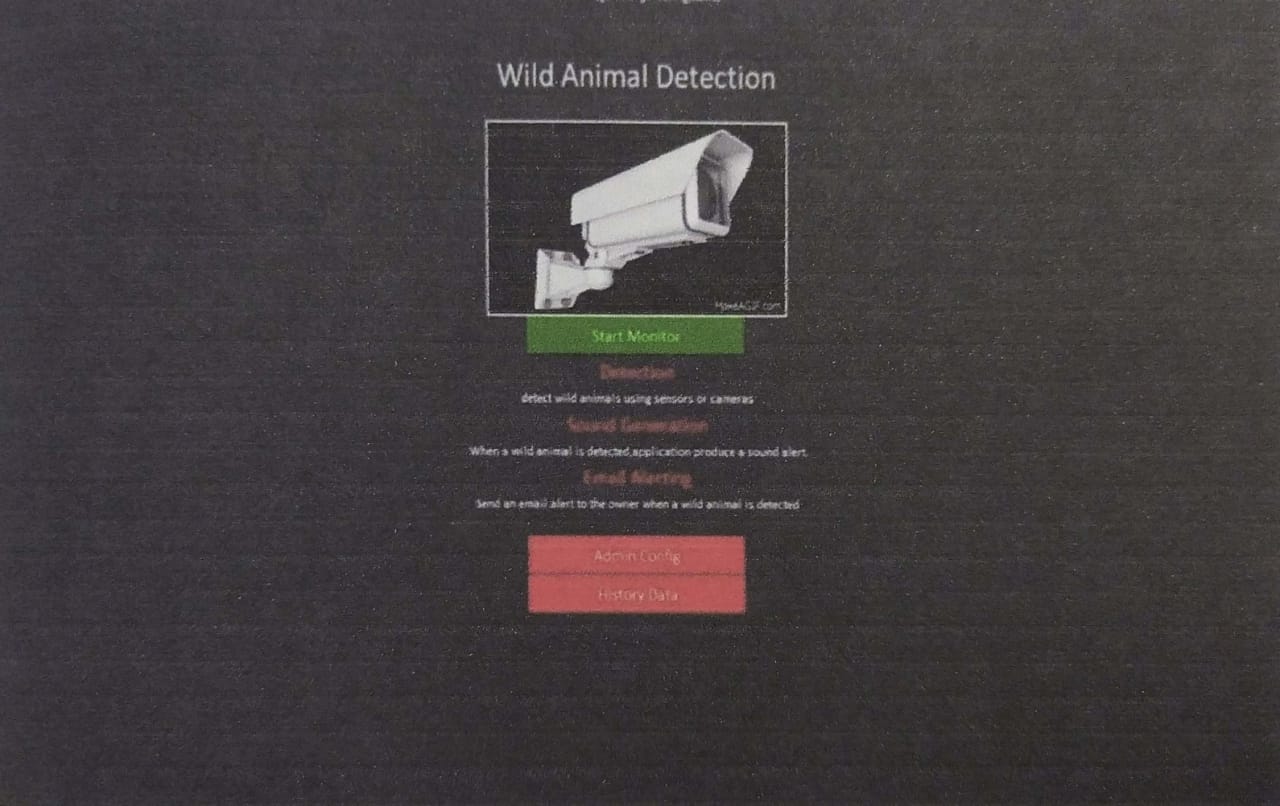 Wild Animal Detection
MakeAGIF.com
Start Monitor
Detection
detect wild animals using sensors or cameras
Sound Generation
When a wild animal is detected,application produce a sound alert.
Email Alerting
Send an email alert to the owner when a wild animal is detected
Admin Config
History Data